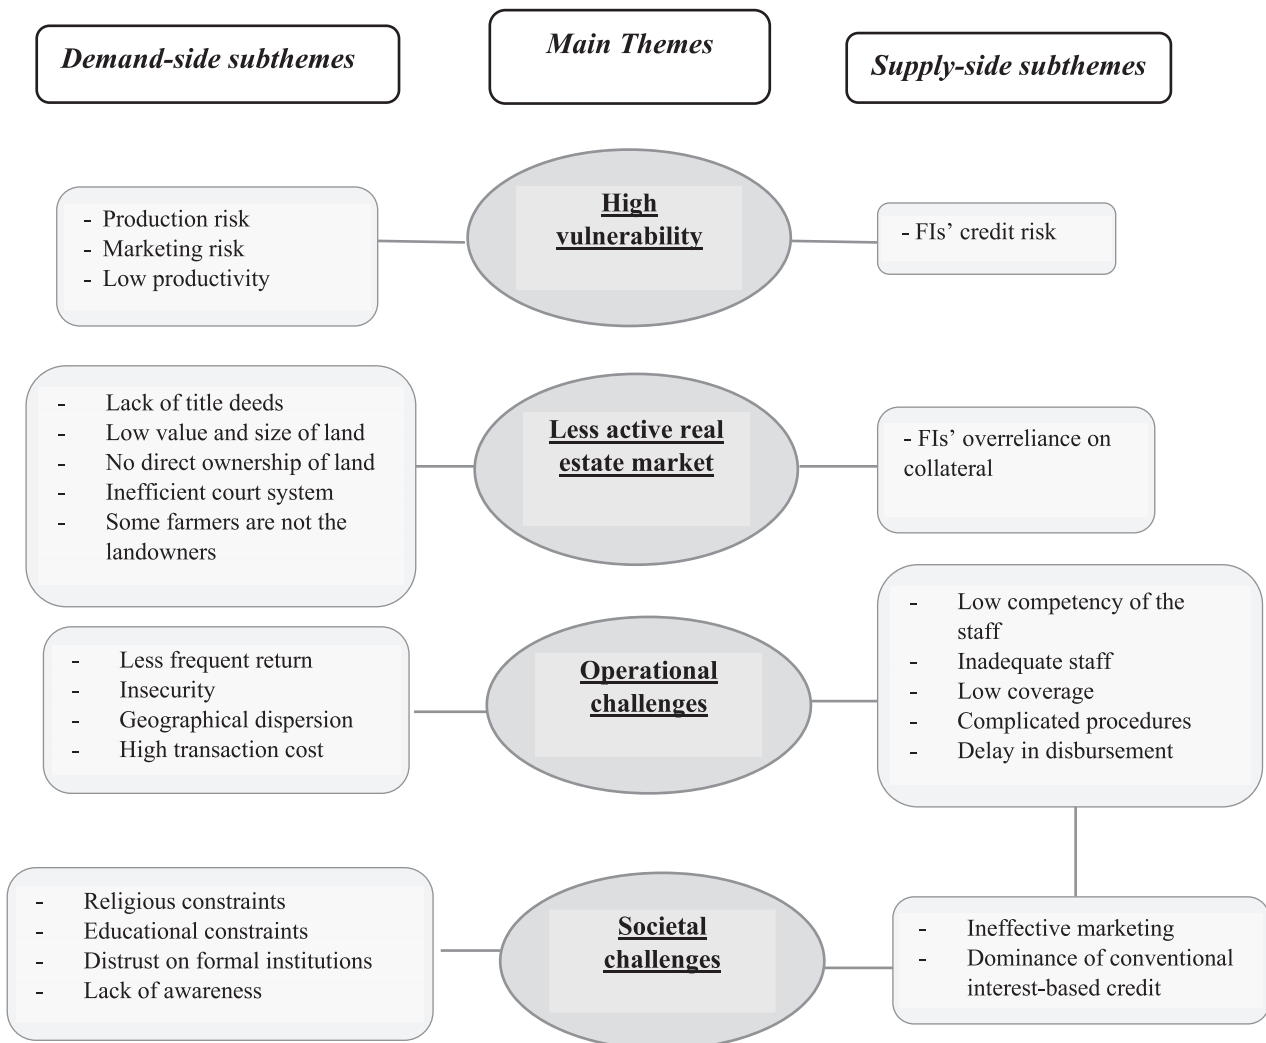 Demand-side subthemes
Main Themes
Supply-side subthemes
- Production risk
- Marketing risk
- Low productivity
High
vulnerability
- FIs' credit risk
- Lack of title deeds
- Low value and size of land
- No direct ownership of land
- Inefficient court system
- Some farmers are not the
landowners
Less active real
estate market
- FIs' overreliance on
collateral
- Less frequent return
- Insecurity
- Geographical dispersion
- High transaction cost
Operational
challenges
- Low competency of the
staff
- Inadequate staff
- Low coverage
- Complicated procedures
- Delay in disbursement
- Religious constraints
- Educational constraints
- Distrust on formal institutions
- Lack of awareness
Societal
challenges
- Ineffective marketing
- Dominance of conventional
interest-based credit